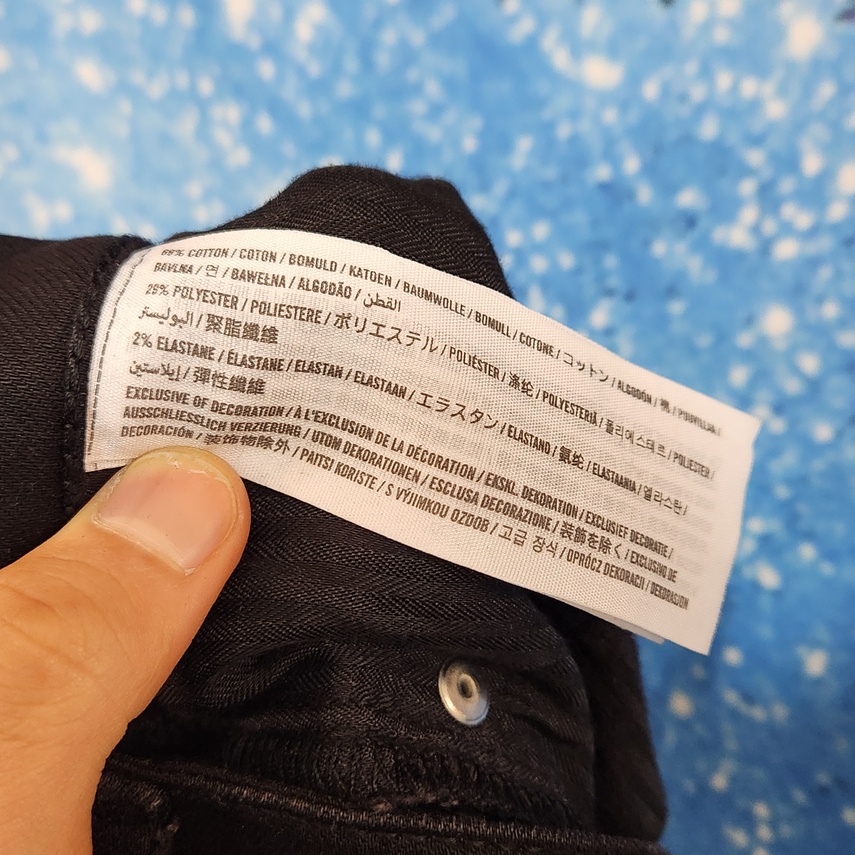 69% COTTON / COTON / BOMULD / KATOEN / BAUMWOLLE / BOMULL / COTONE / コットン / ALGODÓN / 棉 / PUUVILLAA /
BAVLNA / 면 / BAWEŁNA / ALGODÃO / القطن
29% POLYESTER / POLIESTERE / ポリエステル / POLIÉSTER / 涤纶 / POLYESTERIÄ / 폴리에스테르 / POLIESTER /
البوليستر / 聚脂纖維
2% ELASTANE / ÉLASTANE / ELASTAN / ELASTAAN / エラスタン / ELASTANO / 氨纶 / ELASTAANIA / 엘라스탄 /
إيلاستين / 彈性纖維
EXCLUSIVE OF DECORATION / À L'EXCLUSION DE LA DÉCORATION / EKSKL. DEKORATION / EXCLUSIEF DECORATIE /
AUSSCHLIESSLICH VERZIERUNG / UTOM DEKORATIONEN / ESCLUSA DECORAZIONE / 装飾を除く / EXCLUSIVO DE
DECORACIÓN / 装饰物除外 / PAITSI KORISTE / S VÝJIMKOU OZDOB / 고급 장식 / OPRÓCZ DEKORACJI / DEKORASJON